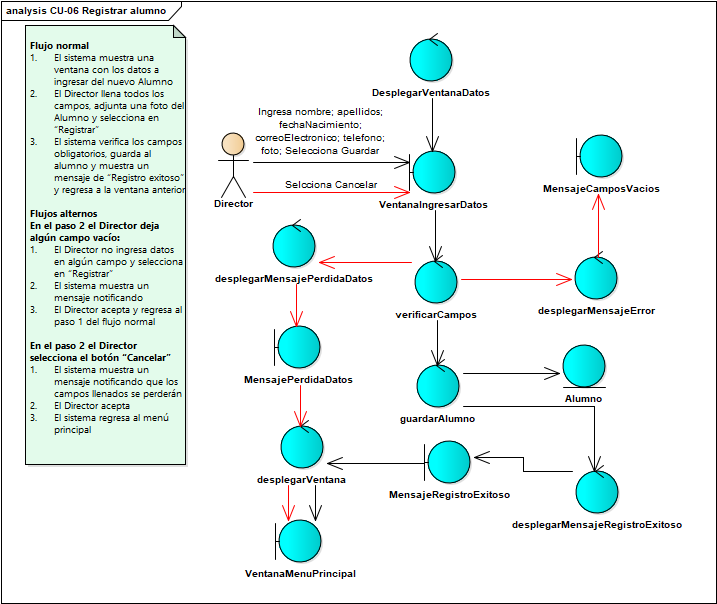 analysis CU-06 Registrar alumno
Flujo normal
1. El sistema muestra una
ventana con los datos a
ingresar del nuevo Alumno
2. El Director llena todos los
campos, adjunta una foto del
Alumno y selecciona en
“Registrar”
3. El sistema verifica los campos
obligatorios, guarda al
alumno y muestra un
mensaje de “Registro exitoso”
y regresa a la ventana anterior
Flujos alternos
En el paso 2 el Director deja
algún campo vacío:
1. El Director no ingresa datos
en algún campo y selecciona
en “Registrar”
2. El sistema muestra un
mensaje notificando
3. El Director acepta y regresa al
paso 1 del flujo normal
En el paso 2 el Director
selecciona el botón “Cancelar”
1. El sistema muestra un
mensaje notificando que los
campos llenados se perderán
2. El Director acepta
3. El sistema regresa al menú
principal
DesplegarVentanaDatos
Ingresa nombre; apellidos;
fechaNacimiento;
correoElectronico; telefono;
foto; Selecciona Guardar
Selcciona Cancelar
Director
VentanaIngresarDatos
MensajeCamposVacios
desplegarMensajePerdidaDatos
verificarCampos
desplegarMensajeError
MensajePerdidaDatos
guardarAlumno
Alumno
desplegarVentana
MensajeRegistroExitoso
desplegarMensajeRegistroExitoso
VentanaMenuPrincipal